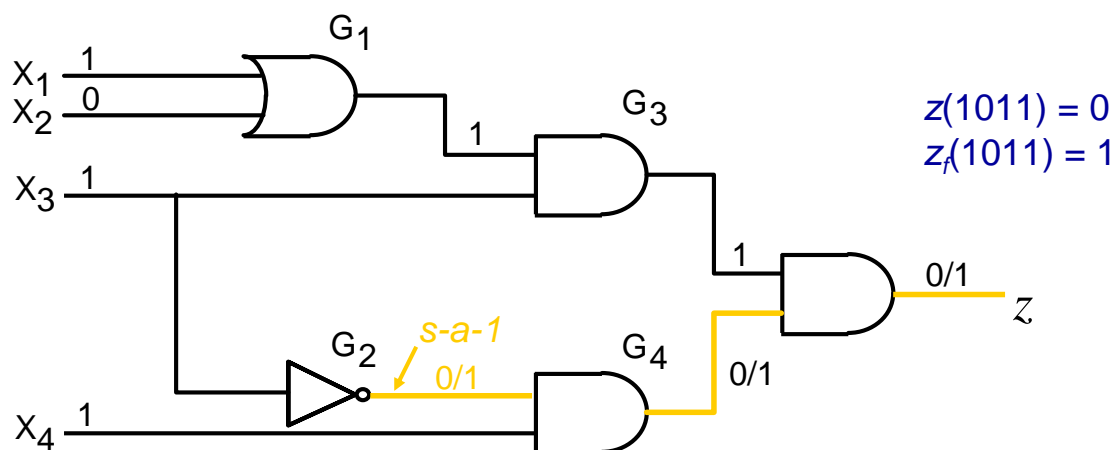 G1
X1 1
X2 0
G3
z(1011) = 0
zf(1011) = 1
1
X3 1
1
0/1
z
s-a-1
G2
0/1
G4
0/1
X4 1